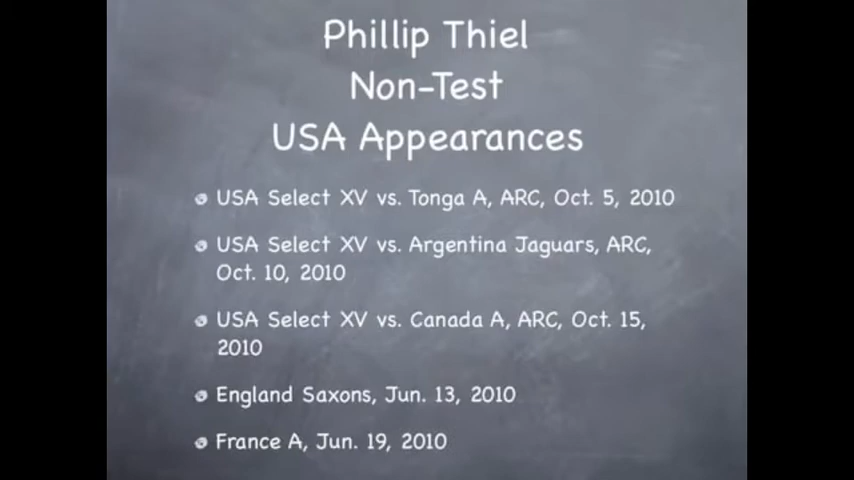 Phillip Thiel
Non-Test
USA Appearances
USA Select XV vs. Tonga A, ARC, Oct. 5, 2010
USA Select XV vs. Argentina Jaguars, ARC,
Oct. 10, 2010
USA Select XV vs. Canada A, ARC, Oct. 15,
2010
England Saxons, Jun. 13, 2010
France A, Jun. 19, 2010